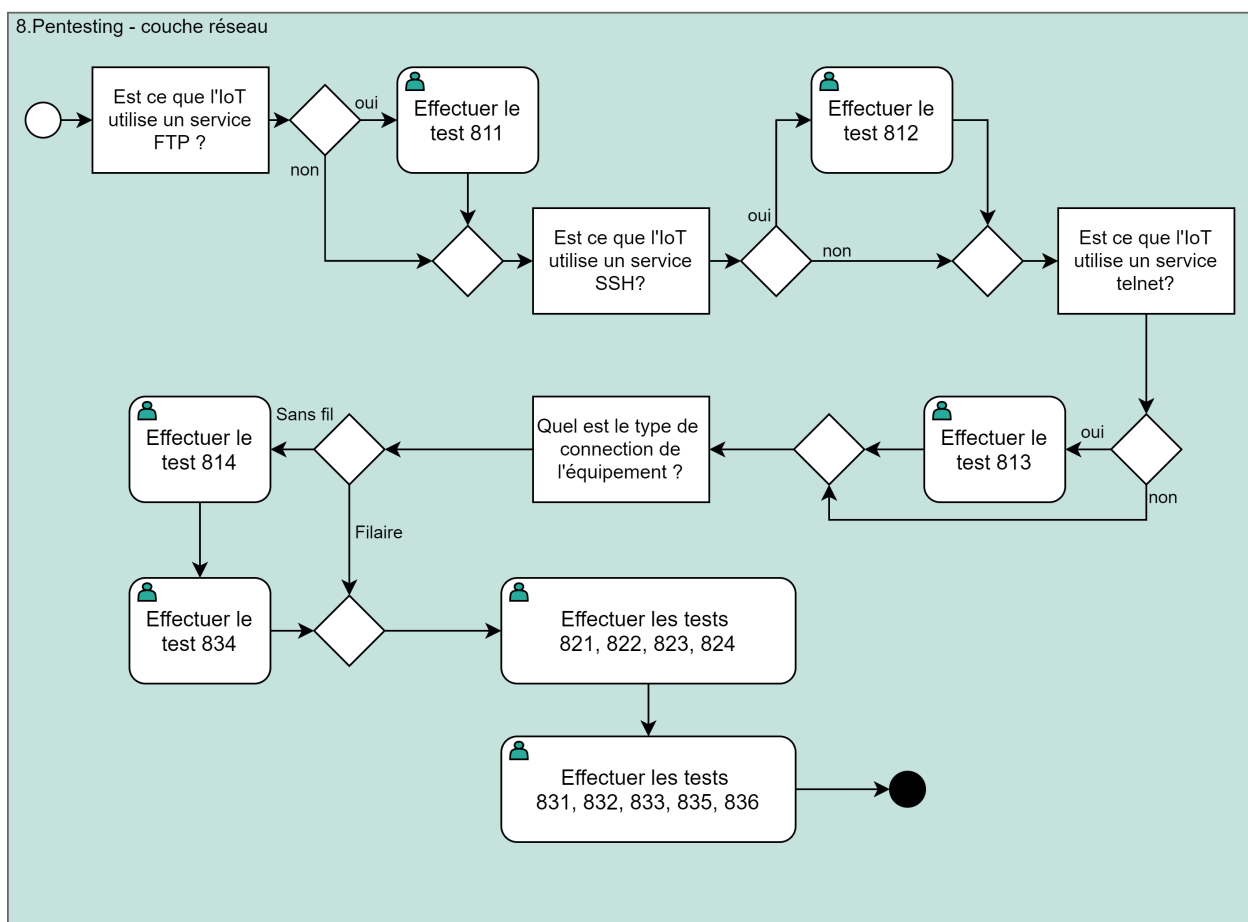 8.Pentesting - couche réseau
Est ce que l'IoT
utilise un service
FTP ?
oui
non
Effectuer le
test 811
Est ce que l'IoT
utilise un service
SSH?
oui
non
Effectuer le
test 812
Est ce que l'IoT
utilise un service
telnet?
oui
non
Effectuer le
test 813
Quel est le type de
connection de
l'équipement ?
Sans fil
Filaire
Effectuer le
test 814
Effectuer le
test 834
Effectuer les tests
821, 822, 823, 824
Effectuer les tests
831, 832, 833, 835, 836